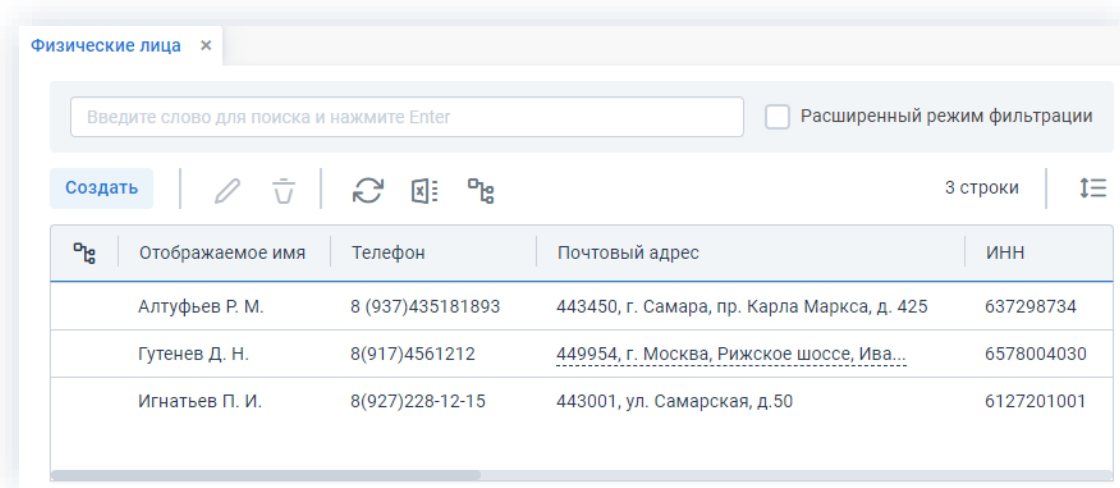 Физические лица ×
Введите слово для поиска и нажмите Enter
Расширенный режим фильтрации
Создать
3 строки
Отображаемое имя Телефон Почтовый адрес ИНН
Алтуфьев Р. М. 8 (937)435181893 443450, г. Самара, пр. Карла Маркса, д. 425 637298734
Гутенев Д. Н. 8(917)4561212 449954, г. Москва, Рижское шоссе, Ива... 6578004030
Игнатьев П. И. 8(927)228-12-15 443001, ул. Самарская, д.50 6127201001